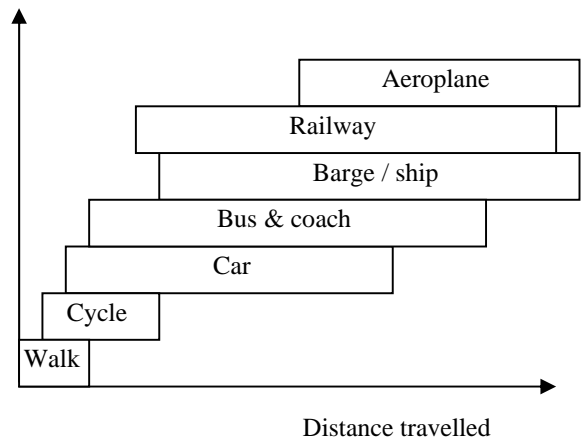 Aeroplane
Railway
Barge / ship
Bus & coach
Car
Cycle
Walk
Distance travelled